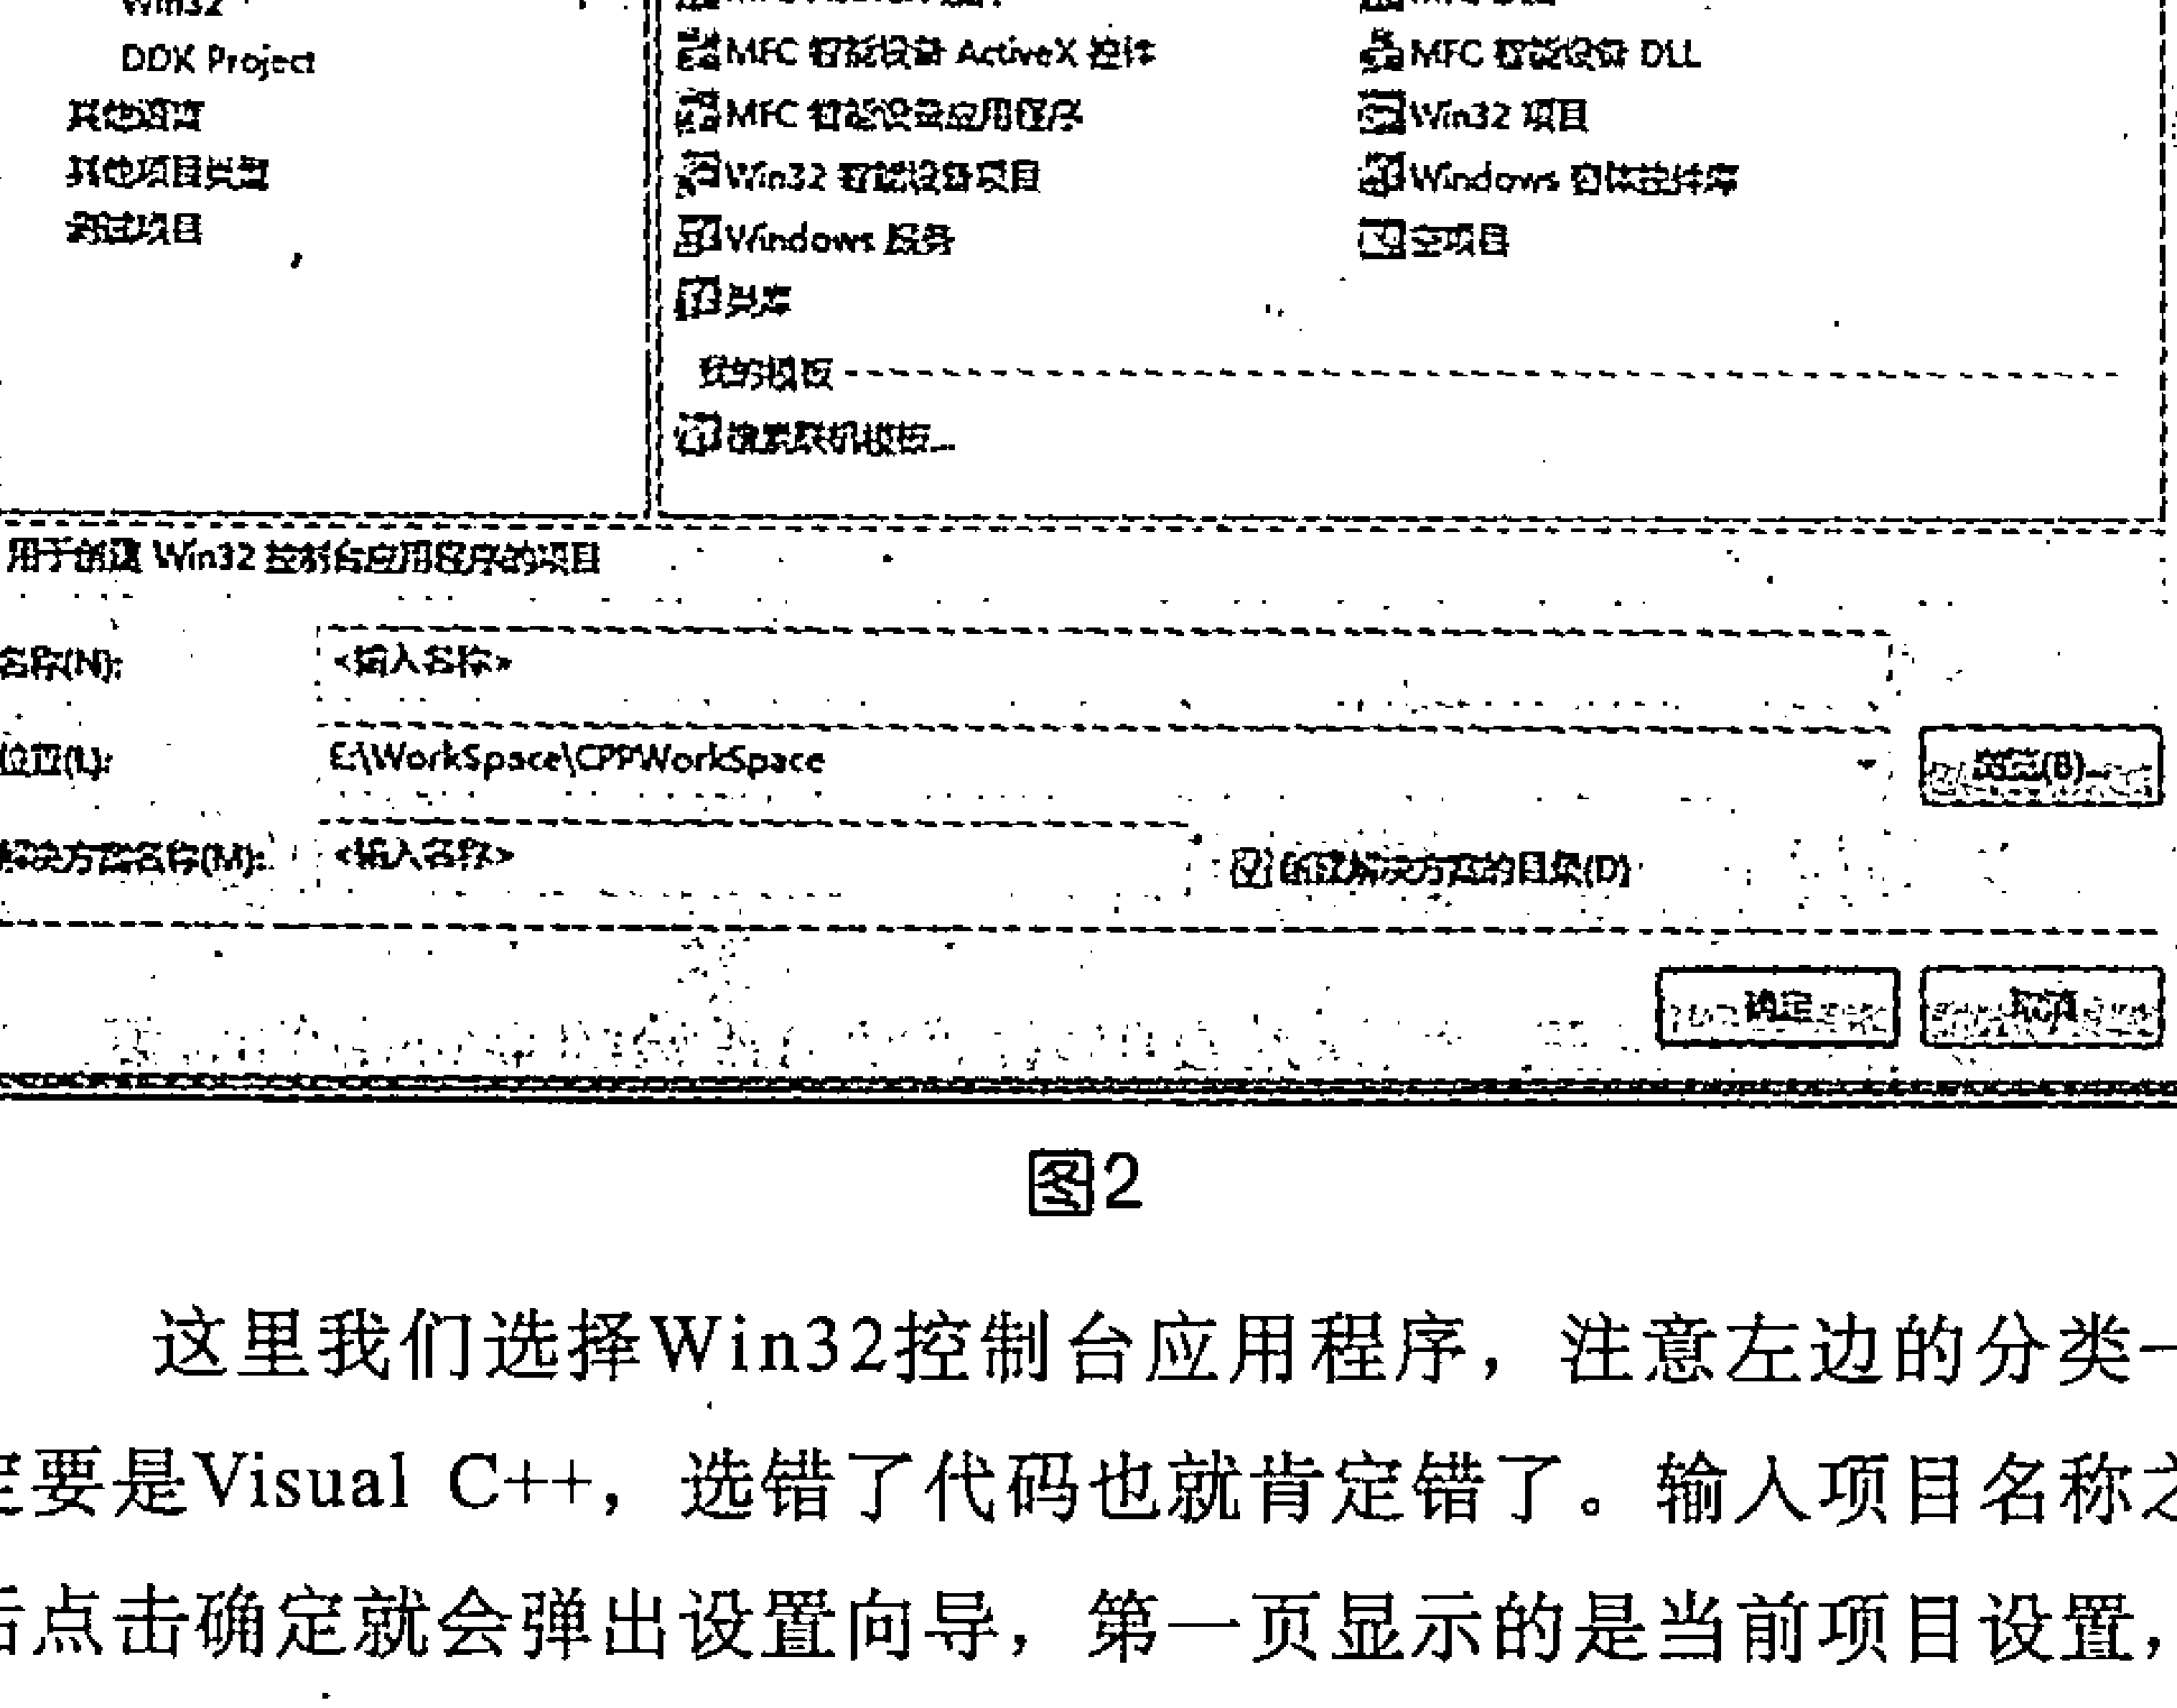 Win32
DDK Project
其他语言
其他项目类型
测试项目
MFC 智能设备 ActiveX 控件
MFC 智能设备 DLL
MFC 智能设备应用程序
Win32 项目
Win32 智能设备项目
Windows 窗体控件库
Windows 服务
空项目
类库
我的模板
搜索联机模板...
用于创建 Win32 控制台应用程序的项目
名称(N):
<输入名称>
位置(L):
E:\WorkSpace\CPPWorkSpace
浏览(B)...
解决方案名称(M):
<输入名称>
创建解决方案的目录(D)
确定
取消
图2
这里我们选择Win32控制台应用程序，注意左边的分类一
定要是Visual C++，选错了代码也就肯定错了。输入项目名称之
后点击确定就会弹出设置向导，第一页显示的是当前项目设置，